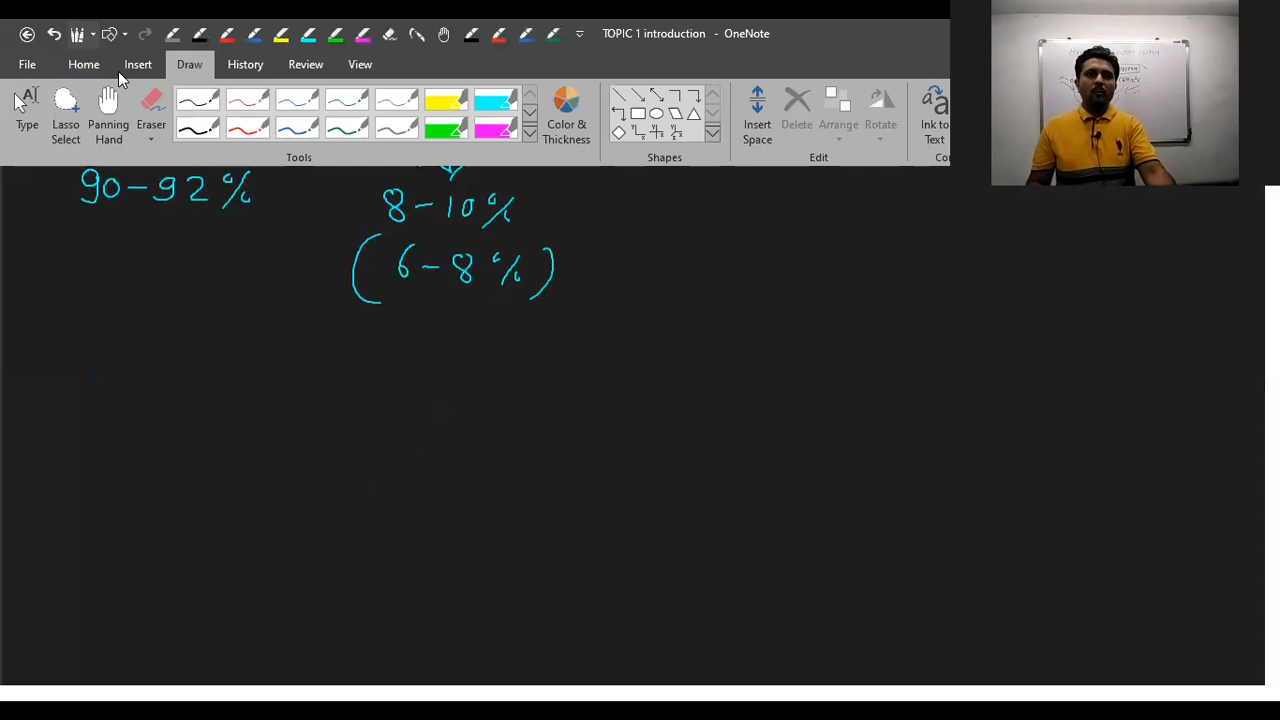 TOPIC 1 introduction - OneNote
File Home Insert Draw History Review View
Type
Lasso Select
Panning Hand
Eraser
Color & Thickness
Insert Space
Delete
Arrange
Rotate
Ink to Text
Tools
Shapes
Edit
90-92%
8-10%
(6-8%)